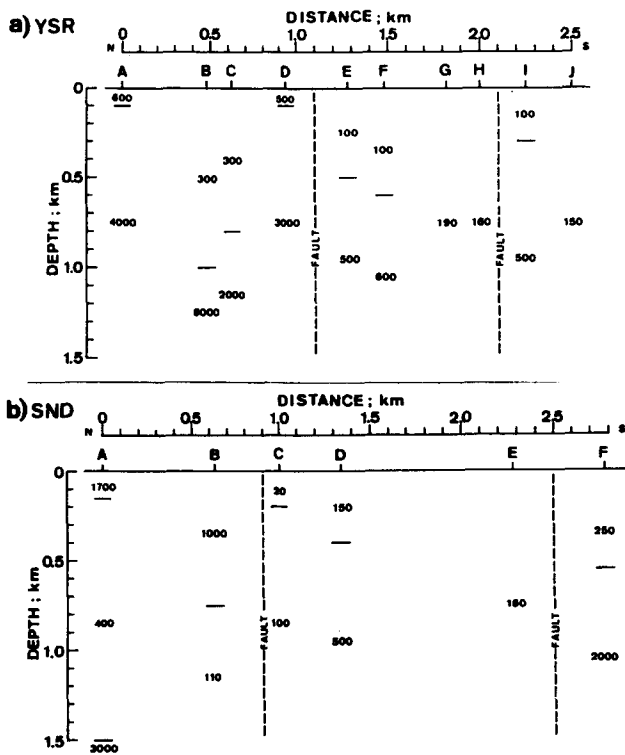 a) YSR
DISTANCE ; km
N 0 0.5 1.0 1.5 2.0 2.5 S
A B C D E F G H I J
0
600 500
100 100 100
300 300
0.5
4000 3000 190 160 150
500 500
600
1.0
2000
8000
1.5
DEPTH ; km
FAULT
FAULT
b) SND
DISTANCE ; km
N 0 0.6 1.0 1.5 2.0 2.5 S
A B C D E F
0
1700 20
150
1000 250
0.5
400 100 160
500
110 2000
1.0
1.5
3000
DEPTH ; km
FAULT
FAULT